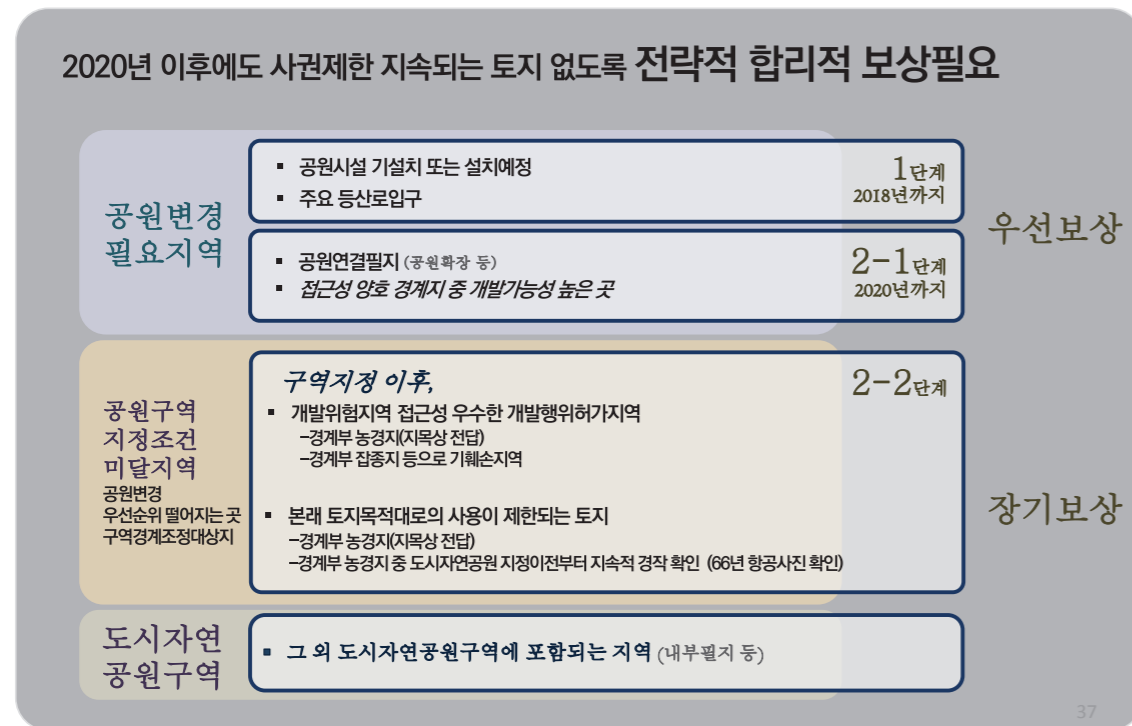 2020년 이후에도 사권제한 지속되는 토지 없도록 전략적 합리적 보상필요
공원변경
필요지역
▪ 공원시설 기설치 또는 설치예정
▪ 주요 등산로입구
1단계
2018년까지
▪ 공원연결필지 (공원확장 등)
▪ 접근성 양호 경계지 중 개발가능성 높은 곳
2-1단계
2020년까지
우선보상
공원구역
지정조건
미달지역
공원변경
우선순위 떨어지는 곳
구역경계조정대상지
구역지정 이후,
▪ 개발위험지역 접근성 우수한 개발행위허가지역
-경계부 농경지(지목상 전답)
-경계부 잡종지 등으로 기훼손지역
▪ 본래 토지목적대로의 사용이 제한되는 토지
-경계부 농경지(지목상 전답)
-경계부 농경지 중 도시자연공원 지정이전부터 지속적 경작 확인 (66년 항공사진 확인)
2-2단계
장기보상
도시자연
공원구역
▪ 그 외 도시자연공원구역에 포함되는 지역 (내부필지 등)
37